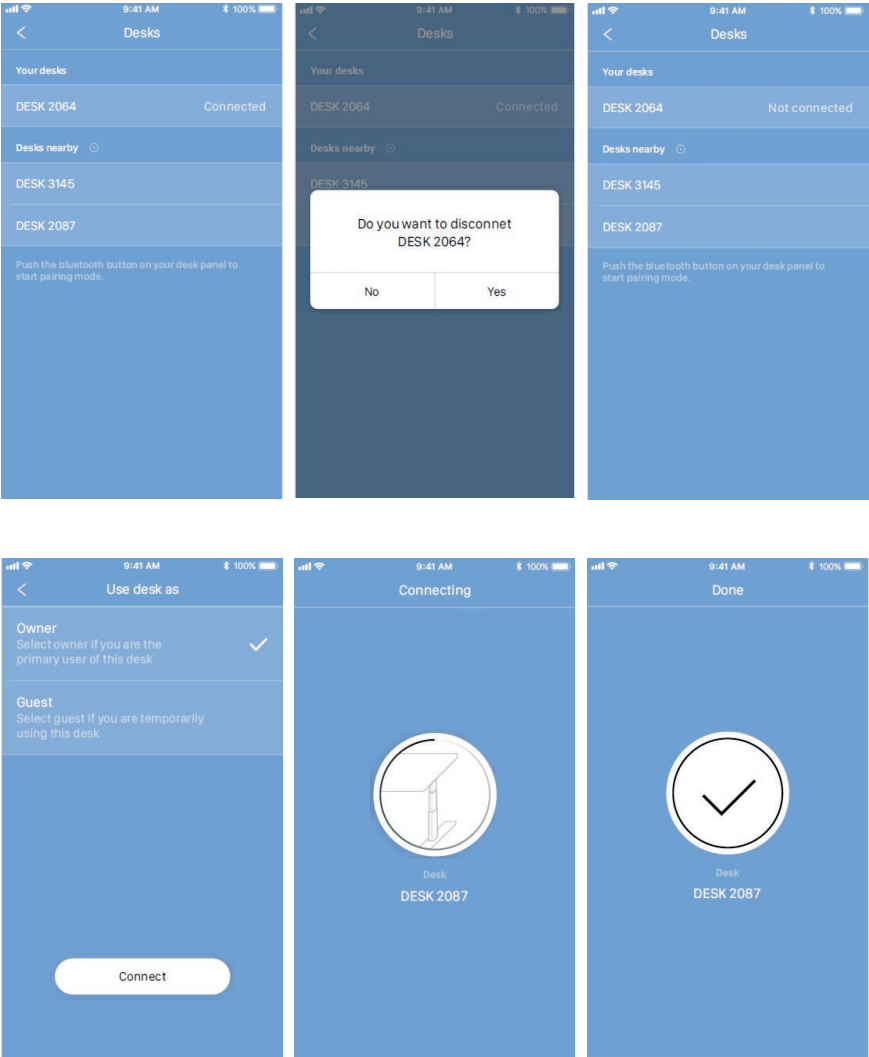 9:41 AM
100%
Desks
Your desks
DESK 2064 Connected
Desks nearby
DESK 3145
DESK 2087
Push the bluetooth button on your desk panel to
start pairing mode.
9:41 AM
100%
Desks
Your desks
DESK 2064 Connected
Desks nearby
DESK 3145
Do you want to disconnet
DESK 2064?
No Yes
9:41 AM
100%
Desks
Your desks
DESK 2064 Not connected
Desks nearby
DESK 3145
DESK 2087
Push the bluetooth button on your desk panel to
start pairing mode.
9:41 AM
100%
Use desk as
Owner
Select owner if you are the
primary user of this desk
Guest
Select guest if you are temporarily
using this desk
Connect
9:41 AM
100%
Connecting
Desk
DESK 2087
9:41 AM
100%
Done
Desk
DESK 2087